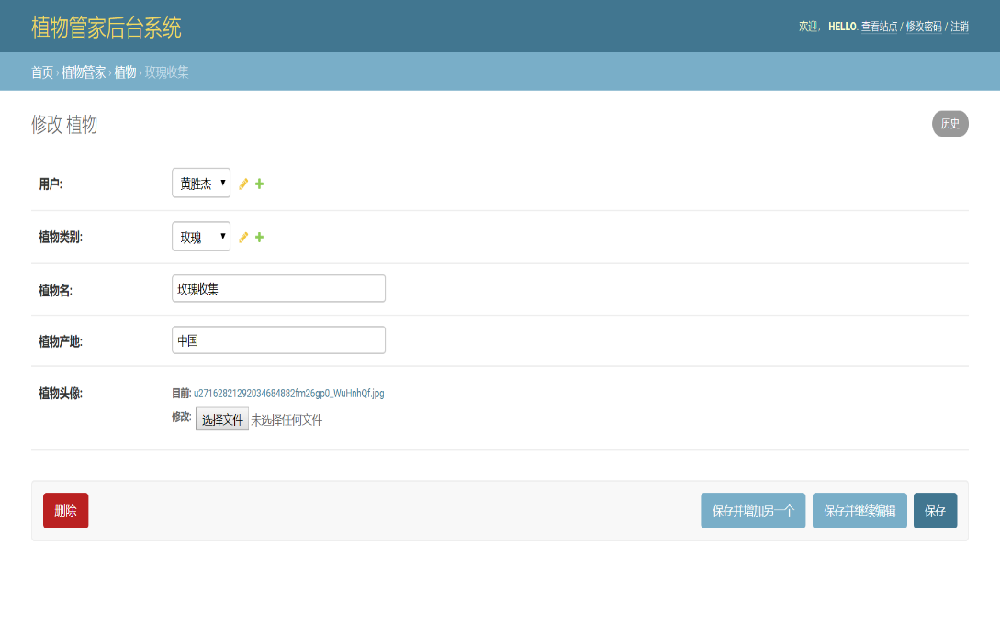 植物管家后台系统
欢迎, HELLO. 查看站点 / 修改密码 / 注销
首页 › 植物管家 › 植物 › 玫瑰收集
修改 植物
历史
用户: 黄胜杰
植物类别: 玫瑰
植物名: 玫瑰收集
植物产地: 中国
植物头像: 目前: u27162821292034684882fm26gp0_WuHnhQf.jpg
修改: 选择文件 未选择任何文件
删除 保存并增加另一个 保存并继续编辑 保存